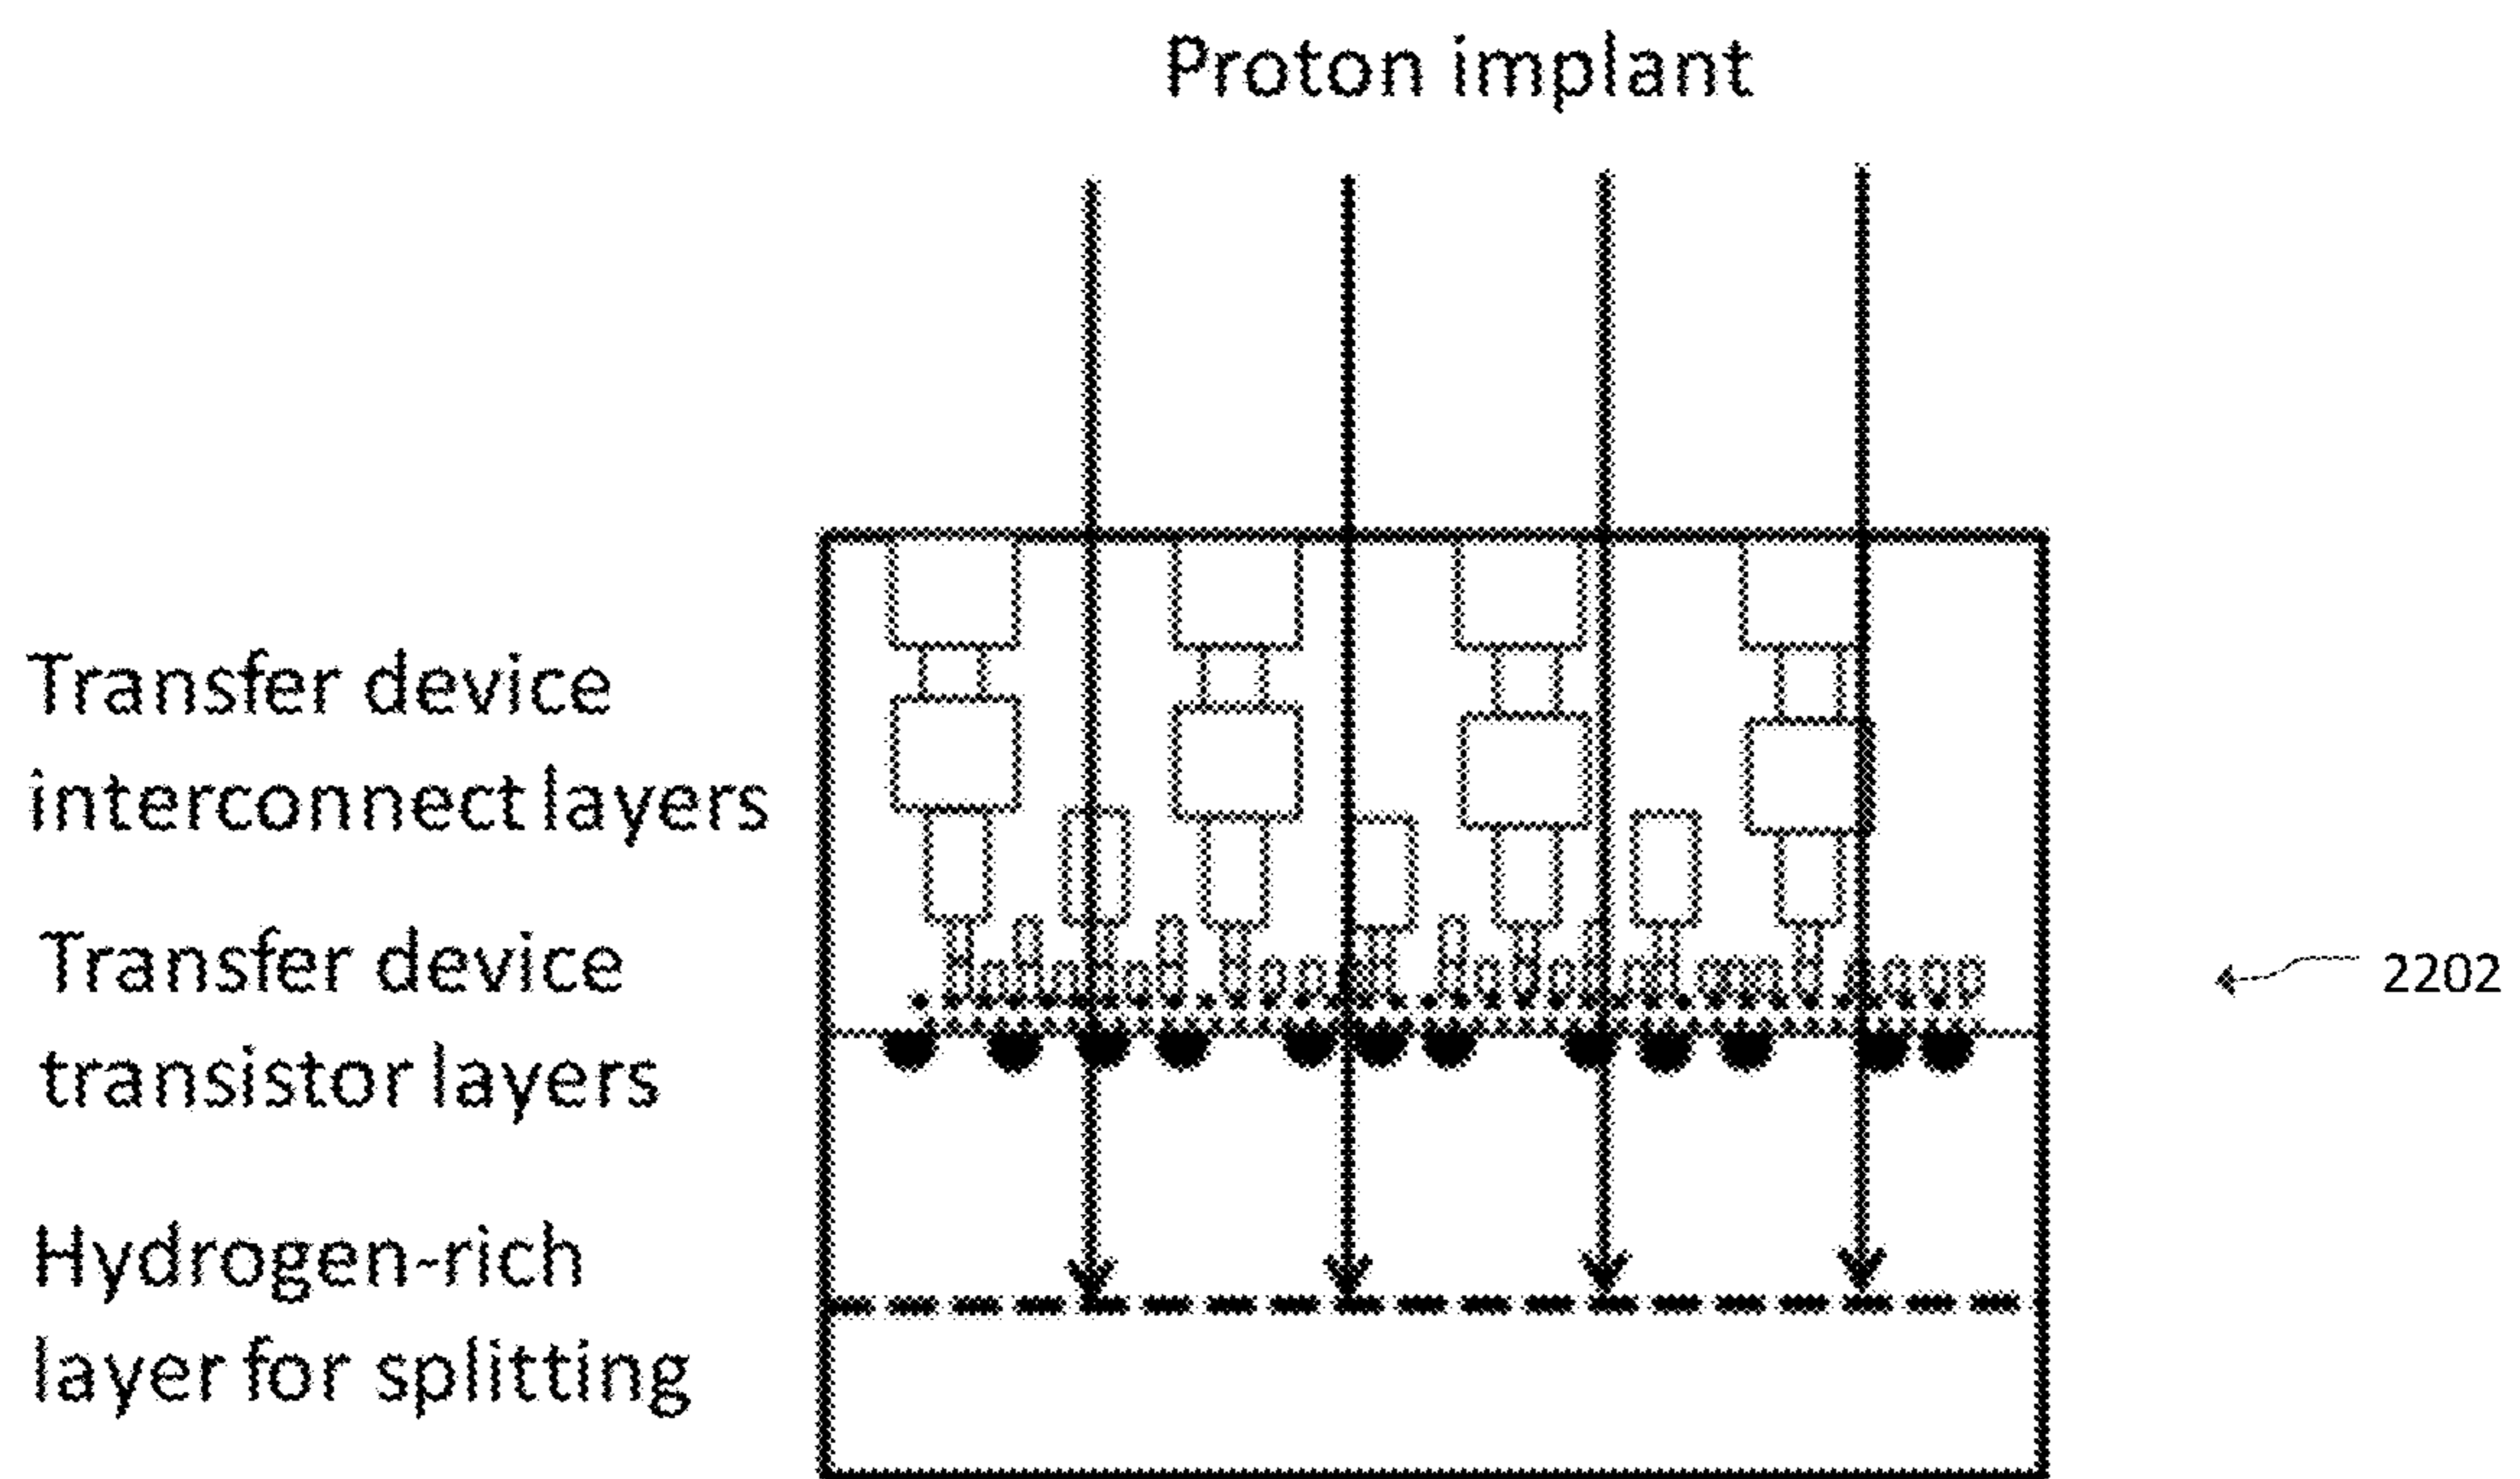 Proton implant
Transfer device
interconnect layers
Transfer device
transistor layers
2202
Hydrogen-rich
layer for splitting